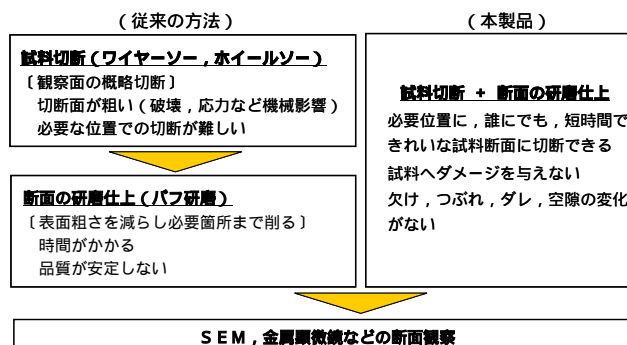 (従来の方法)
試料切断(ワイヤーソー,ホイールソー)
〔観察面の概略切断〕
切断面が粗い(破壊,応力など機械影響)
必要な位置での切断が難しい
断面の研磨仕上(バフ研磨)
〔表面粗さを減らし必要箇所まで削る〕
時間がかかる
品質が安定しない
(本製品)
試料切断 + 断面の研磨仕上
必要位置に,誰にでも,短時間で
きれいな試料断面に切断できる
試料へダメージを与えない
欠け,つぶれ,ダレ,空隙の変化
がない
SEM,金属顕微鏡などの断面観察